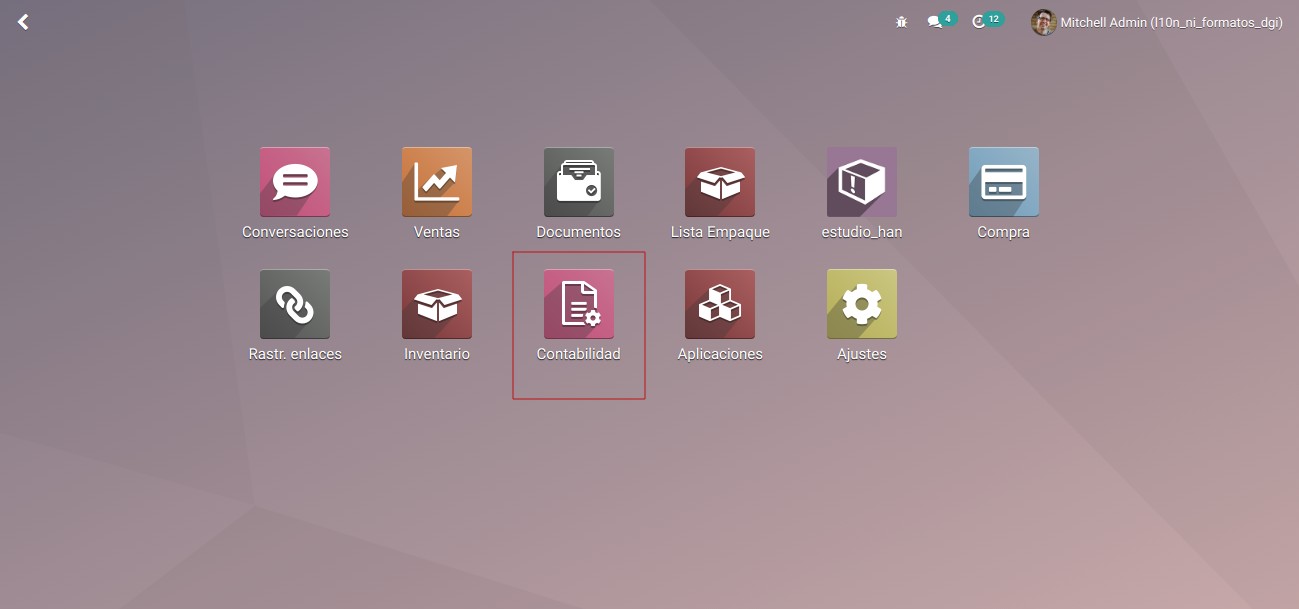 4
12
Mitchell Admin (l10n_ni_formatos_dgi)
Conversaciones
Ventas
Documentos
Lista Empaque
estudio_han
Compra
Rastr. enlaces
Inventario
Contabilidad
Aplicaciones
Ajustes